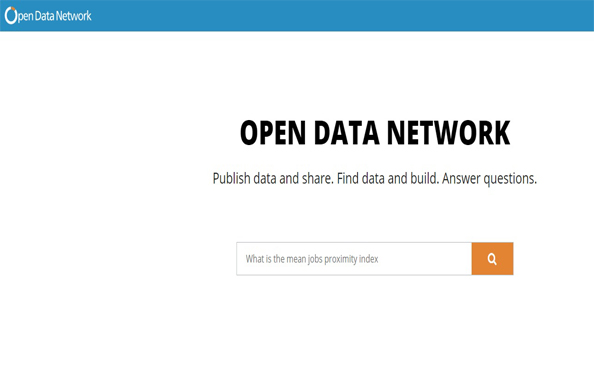 Open Data Network
OPEN DATA NETWORK
Publish data and share. Find data and build. Answer questions.
What is the mean jobs proximity index